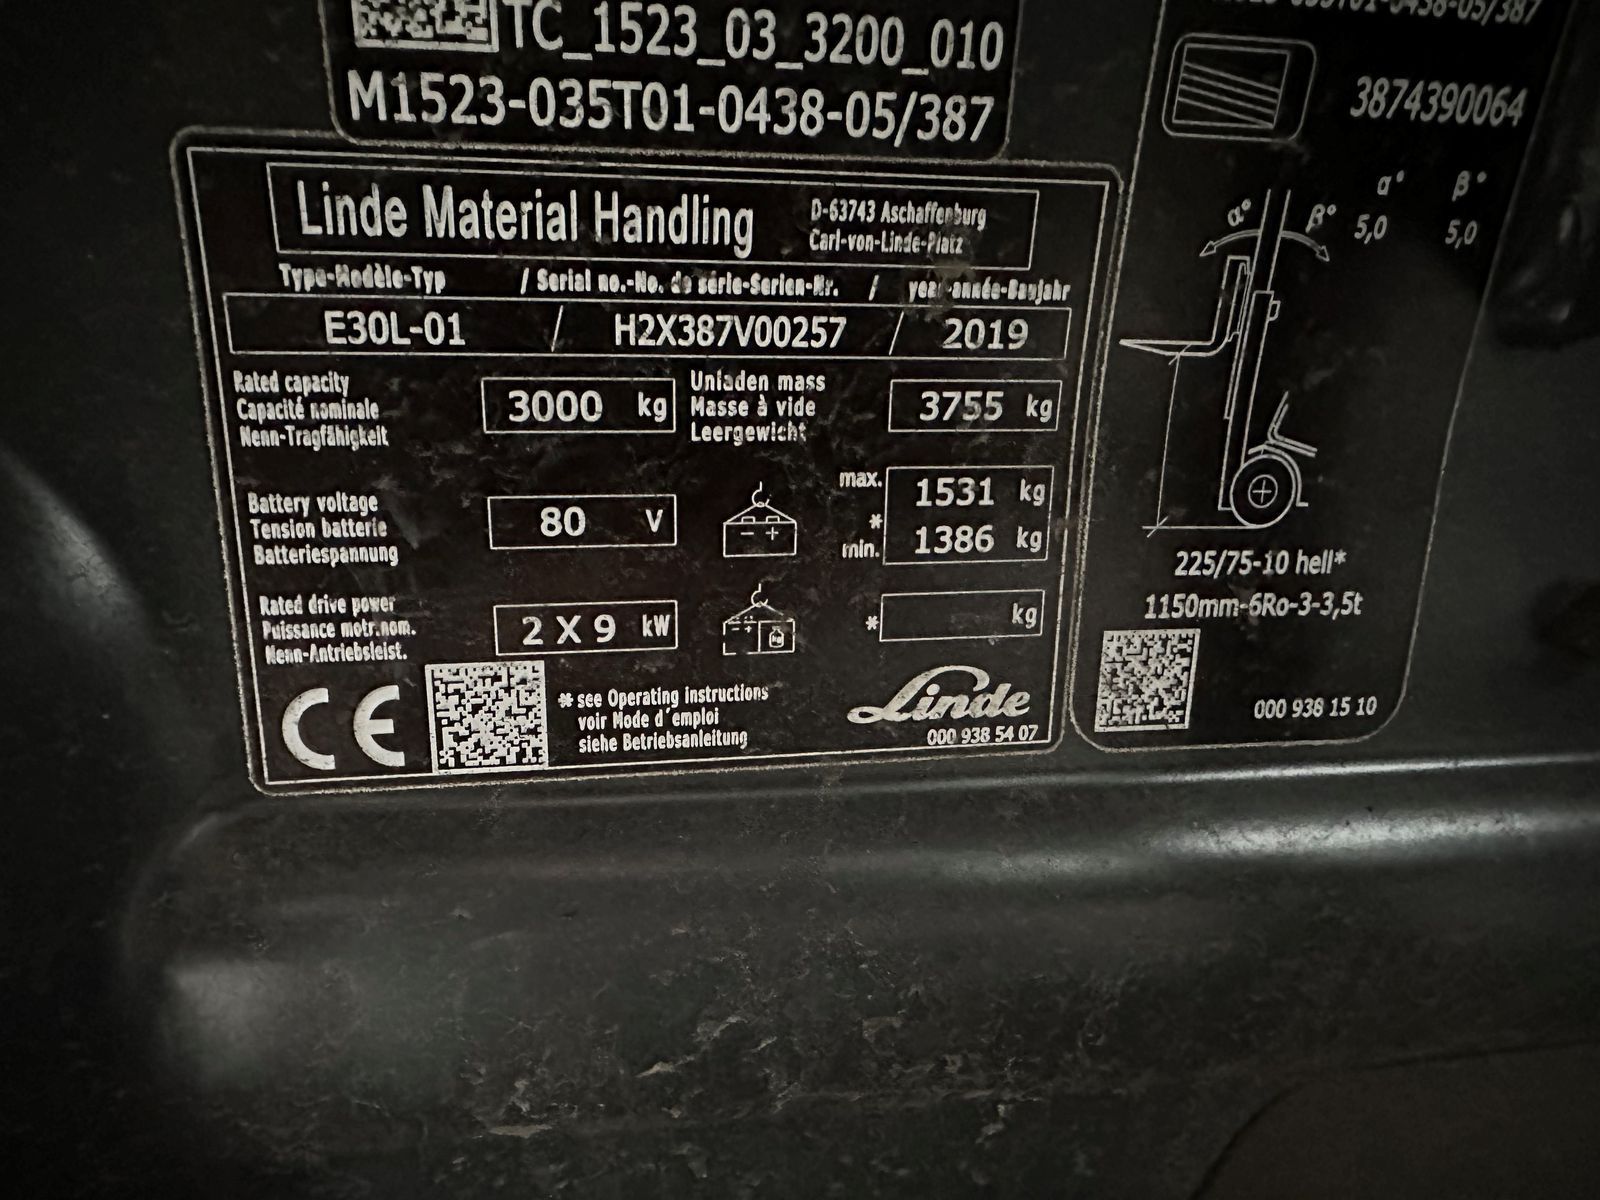 TC_1523_03_3200_010
M1523-035T01-0438-05/387
Linde Material Handling
D-63743 Aschaffenburg
Carl-von-Linde-Platz
Type-Modèle-Typ / Serial no.-No. de série-Serien-Nr. / year-année-Baujahr
E30L-01 / H2X387V00257 / 2019
Rated capacity
Capacité nominale
Nenn-Tragfähigkeit
3000 kg
Unladen mass
Masse à vide
Leergewicht
3755 kg
Battery voltage
Tension batterie
Batteriespannung
80 V
- +
max.
*
min.
1531 kg
1386 kg
Rated drive power
Puissance motr.nom.
Nenn-Antriebsleist.
2 X 9 kW
- +
kg
* kg
CE
* see Operating instructions
voir Mode d'emploi
siehe Betriebsanleitung
Linde
000 938 54 07
035T01-0438-05/387
3874390064
α° β°
α° β° 5,0 5,0
225/75-10 hell*
1150mm-6Ro-3-3,5t
000 938 15 10